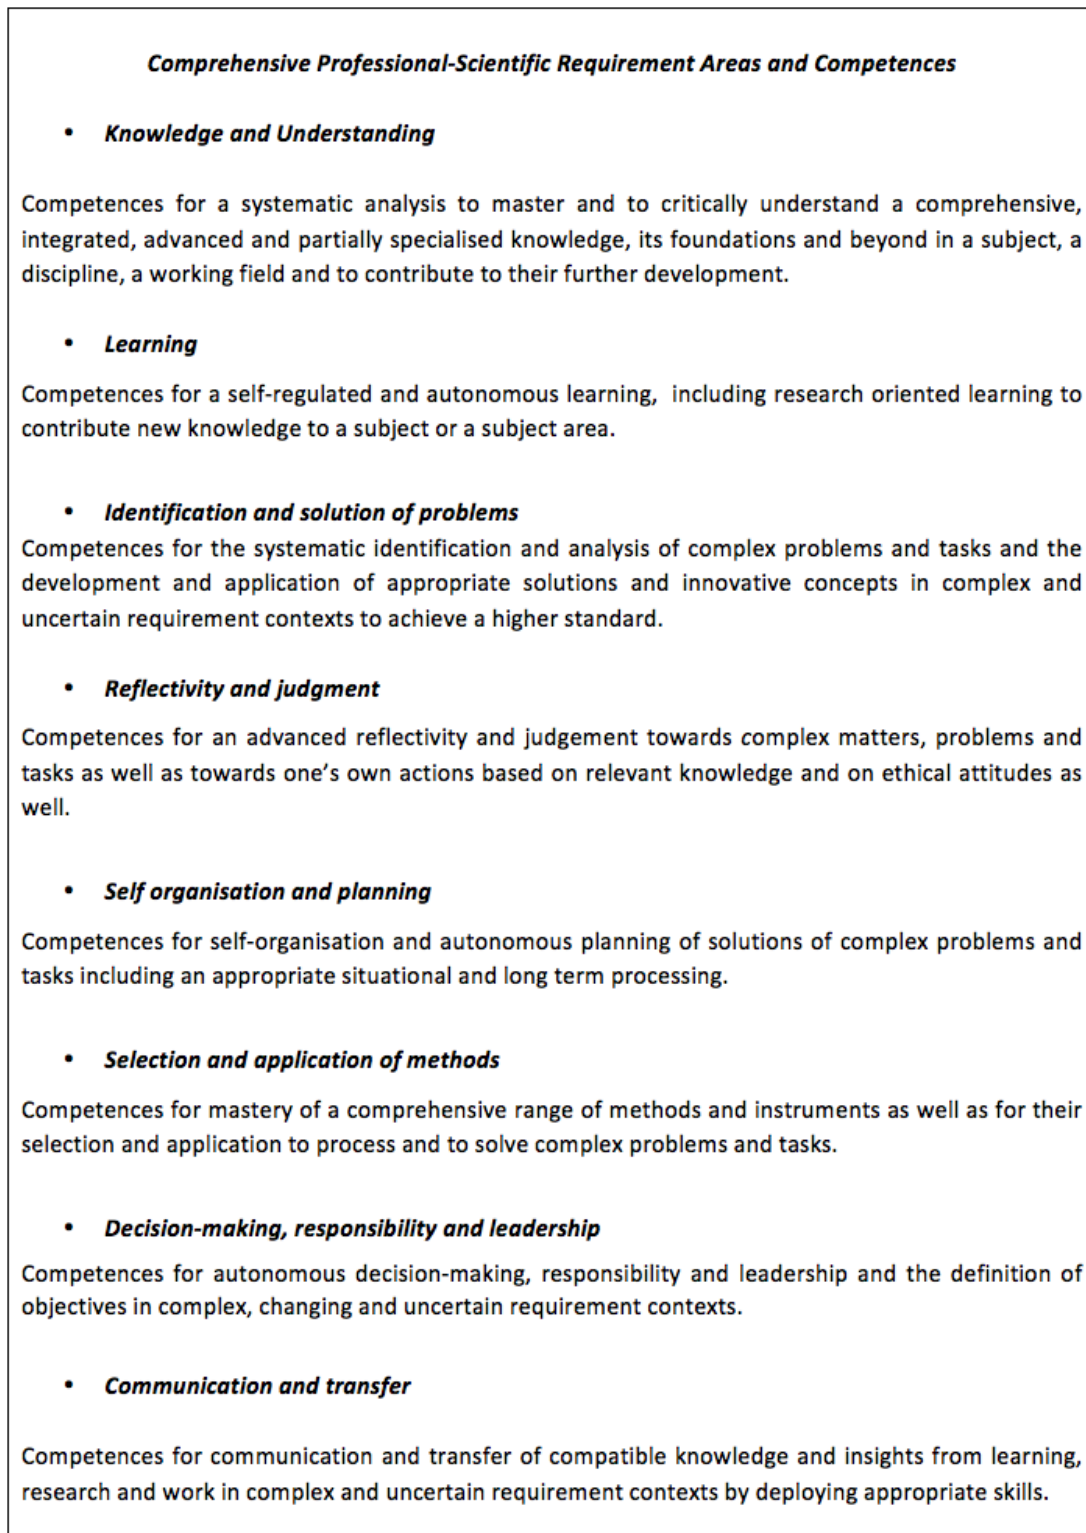 Comprehensive Professional-Scientific Requirement Areas and Competences
• Knowledge and Understanding
Competences for a systematic analysis to master and to critically understand a comprehensive,
integrated, advanced and partially specialised knowledge, its foundations and beyond in a subject, a
discipline, a working field and to contribute to their further development.
• Learning
Competences for a self-regulated and autonomous learning, including research oriented learning to
contribute new knowledge to a subject or a subject area.
• Identification and solution of problems
Competences for the systematic identification and analysis of complex problems and tasks and the
development and application of appropriate solutions and innovative concepts in complex and
uncertain requirement contexts to achieve a higher standard.
• Reflectivity and judgment
Competences for an advanced reflectivity and judgement towards complex matters, problems and
tasks as well as towards one's own actions based on relevant knowledge and on ethical attitudes as
well.
• Self organisation and planning
Competences for self-organisation and autonomous planning of solutions of complex problems and
tasks including an appropriate situational and long term processing.
• Selection and application of methods
Competences for mastery of a comprehensive range of methods and instruments as well as for their
selection and application to process and to solve complex problems and tasks.
• Decision-making, responsibility and leadership
Competences for autonomous decision-making, responsibility and leadership and the definition of
objectives in complex, changing and uncertain requirement contexts.
• Communication and transfer
Competences for communication and transfer of compatible knowledge and insights from learning,
research and work in complex and uncertain requirement contexts by deploying appropriate skills.